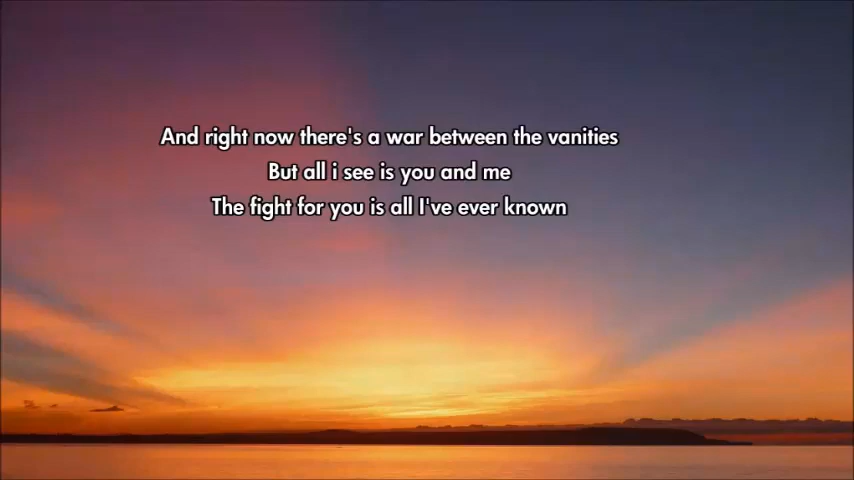 And right now there's a war between the vanities
But all i see is you and me
The fight for you is all I've ever known